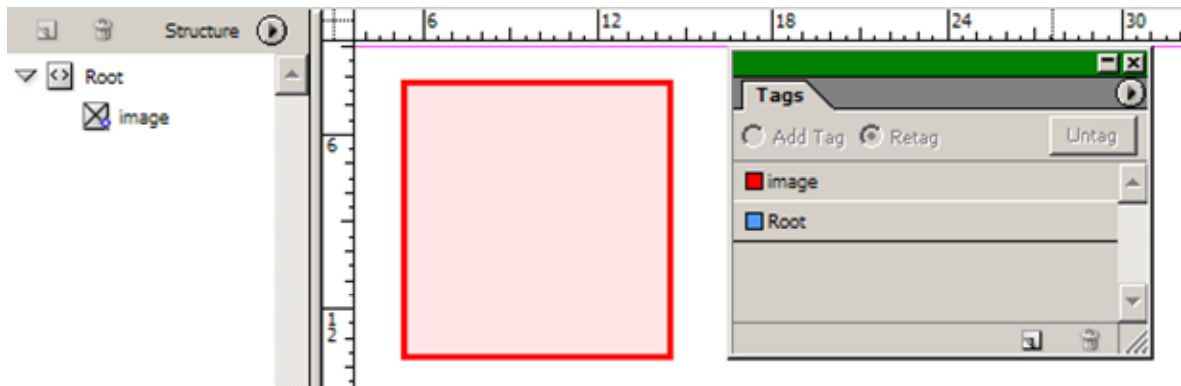 Structure
Root
image
6
12
18
24
30
6
1
2
Tags
Add Tag
Retag
Untag
image
Root